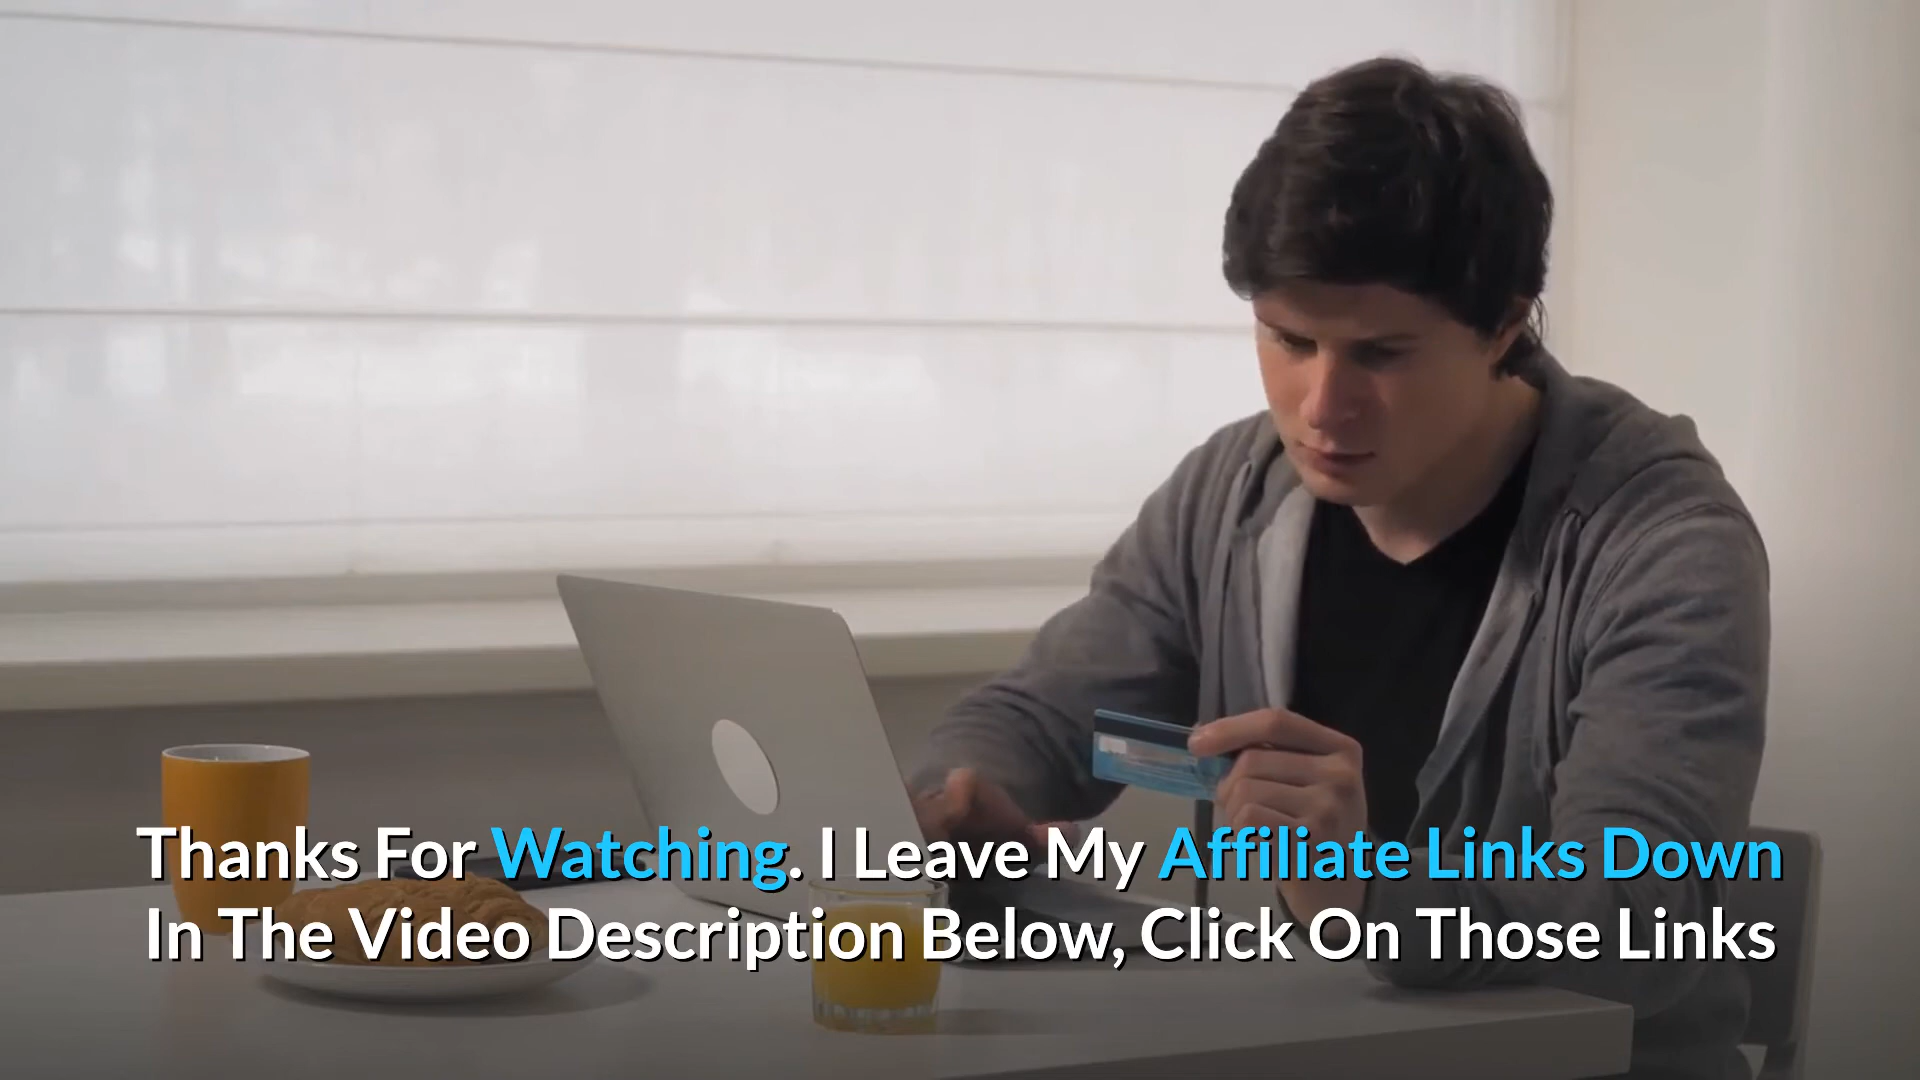 Thanks For Watching. I Leave My Affiliate Links Down
In The Video Description Below, Click On Those Links